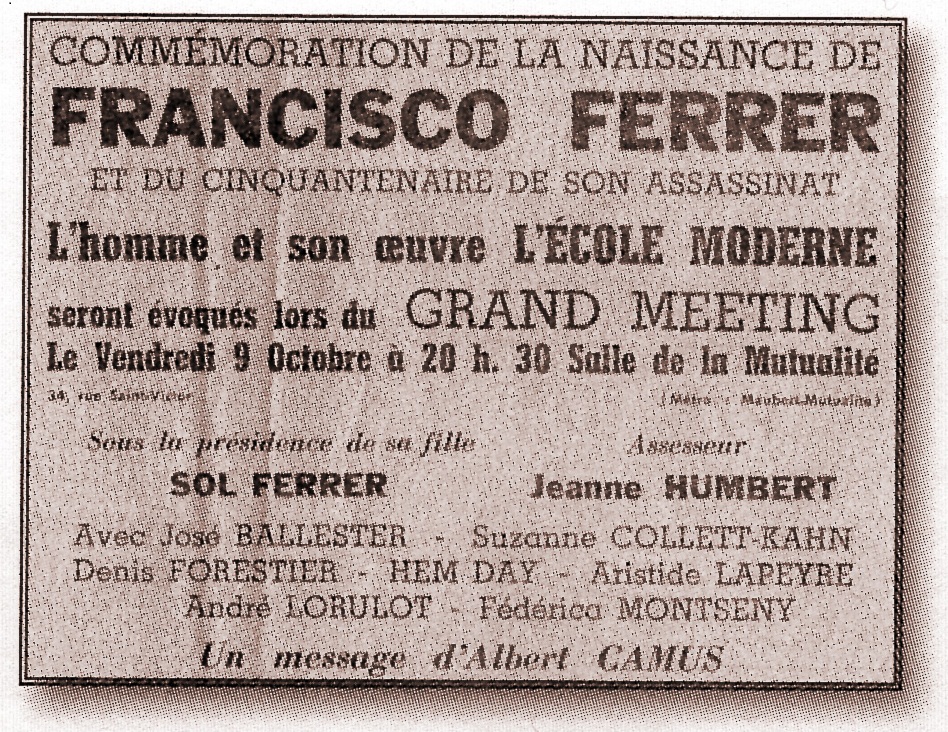 COMMÉMORATION DE LA NAISSANCE DE
FRANCISCO FERRER
ET DU CINQUANTENAIRE DE SON ASSASSINAT
L'homme et son œuvre L'ÉCOLE MODERNE
seront évoqués lors du GRAND MEETING
Le Vendredi 9 Octobre à 20 h. 30 Salle de la Mutualité
34, rue Saint-Victor (Métro : Maubert-Mutualité)
Sous la présidence de sa fille Assesseur
SOL FERRER Jeanne HUMBERT
Avec José BALLESTER - Suzanne COLLETT-KAHN
Denis FORESTIER - HEM DAY - Aristide LAPEYRE
André LORULOT - Fédérica MONTSENY
Un message d'Albert CAMUS